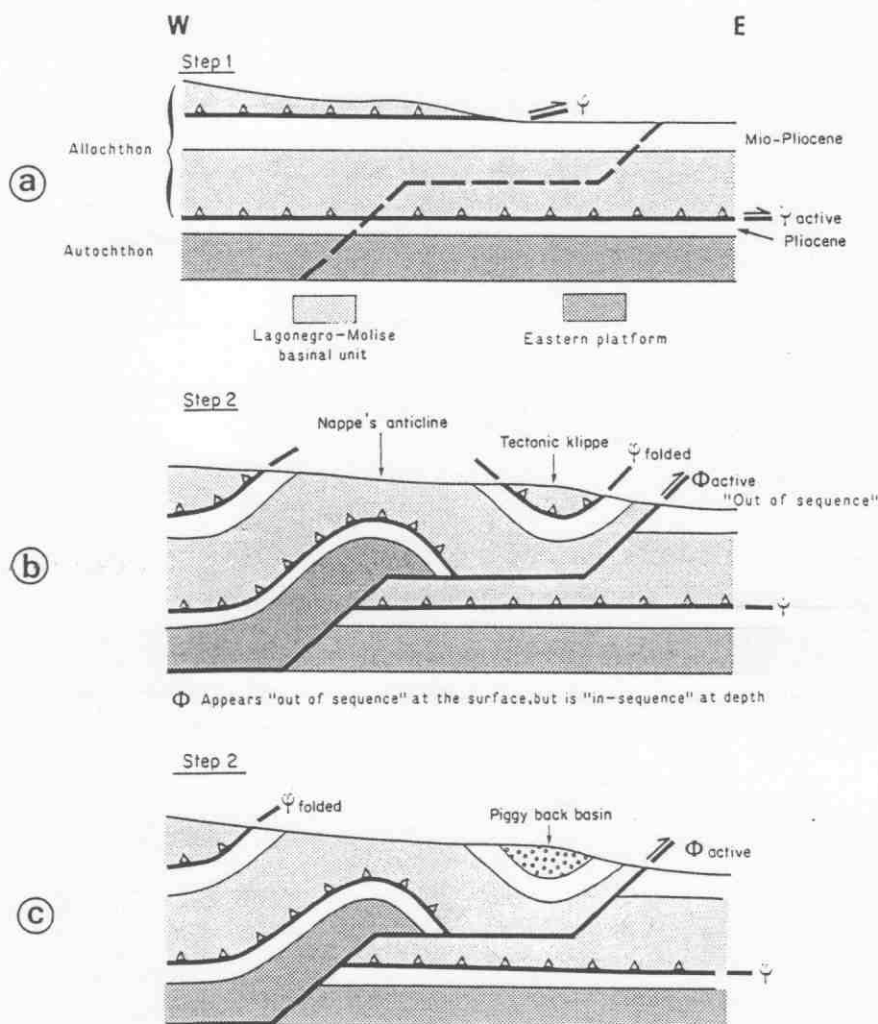 W E
Step 1
Ψ
Allochthon
Mio-Pliocene
a
Ψ active
Pliocene
Autochthon
Lagonegro-Molise
basinal unit
Eastern platform
Step 2
Nappe's anticline
Tectonic klippe
Ψ folded
Φ active
"Out of sequence"
b
Ψ
Φ Appears "out of sequence" at the surface, but is "in-sequence" at depth
Step 2
Ψ folded
Piggy back basin
Φ active
c
Ψ